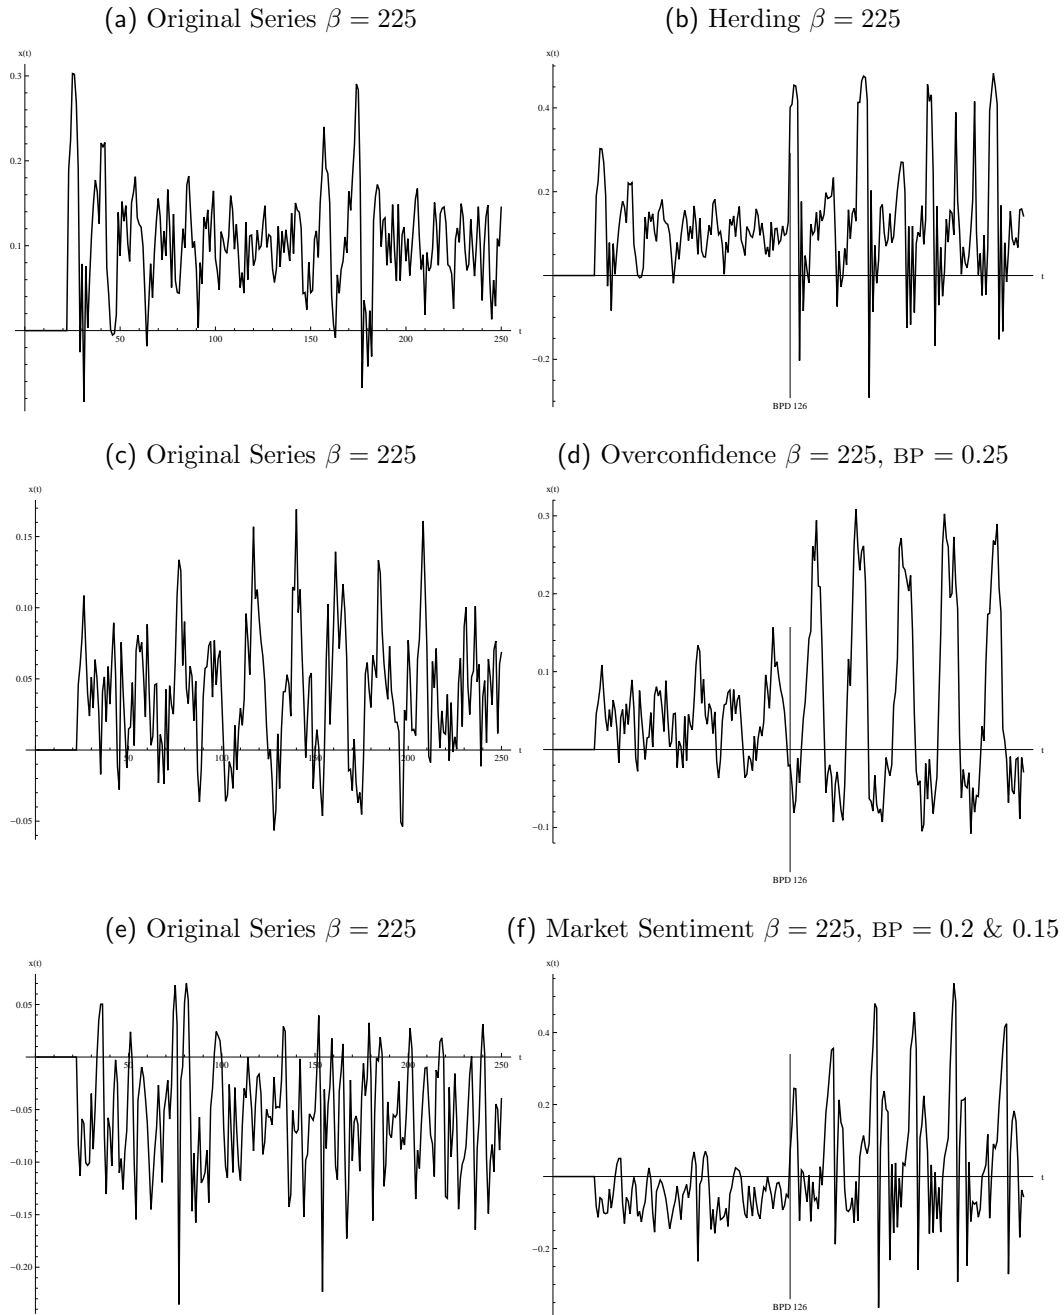 (a) Original Series β = 225
(b) Herding β = 225
x(t)
0.3
0.2
0.1
50
100
150
200
250
t
x(t)
0.4
0.2
−0.2
t
BPD 126
(c) Original Series β = 225
(d) Overconfidence β = 225, BP = 0.25
x(t)
0.15
0.10
0.05
−0.05
50
100
150
200
250
t
x(t)
0.3
0.2
0.1
−0.1
t
BPD 126
(e) Original Series β = 225
(f) Market Sentiment β = 225, BP = 0.2 & 0.15
x(t)
0.05
−0.05
−0.10
−0.15
−0.20
50
100
150
200
250
t
x(t)
0.4
0.2
−0.2
t
BPD 126